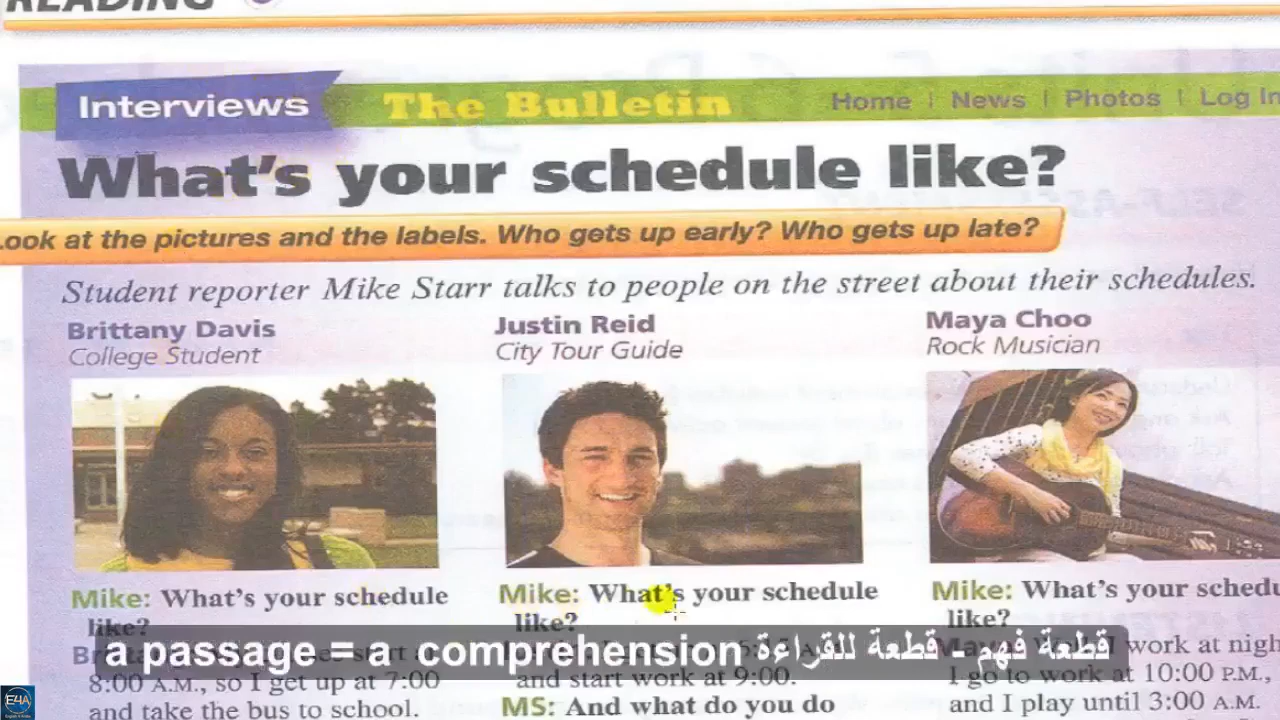 READING
Interviews The Bulletin Home | News | Photos | Log In
What's your schedule like?
Look at the pictures and the labels. Who gets up early? Who gets up late?
Student reporter Mike Starr talks to people on the street about their schedules.
Brittany Davis
College Student
Mike: What's your schedule
like?
8:00 A.M., so I get up at 7:00
and take the bus to school.
Justin Reid
City Tour Guide
Mike: What's your schedule
like?
and start work at 9:00.
MS: And what do you do
Maya Choo
Rock Musician
Mike: What's your schedu
like?
work at nigh
I go to work at 10:00 P.M.,
and I play until 3:00 A.M.
a passage = a comprehension قطعة فهم - قطعة للقراءة
E4A